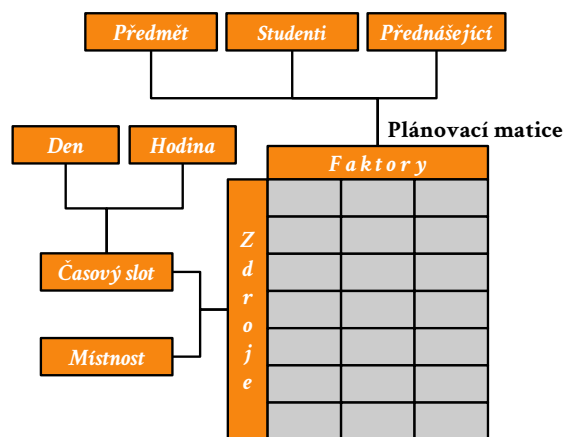 Předmět
Studenti
Přednášející
Plánovací matice
Den
Hodina
Faktory
Zdroje
Časový slot
Místnost